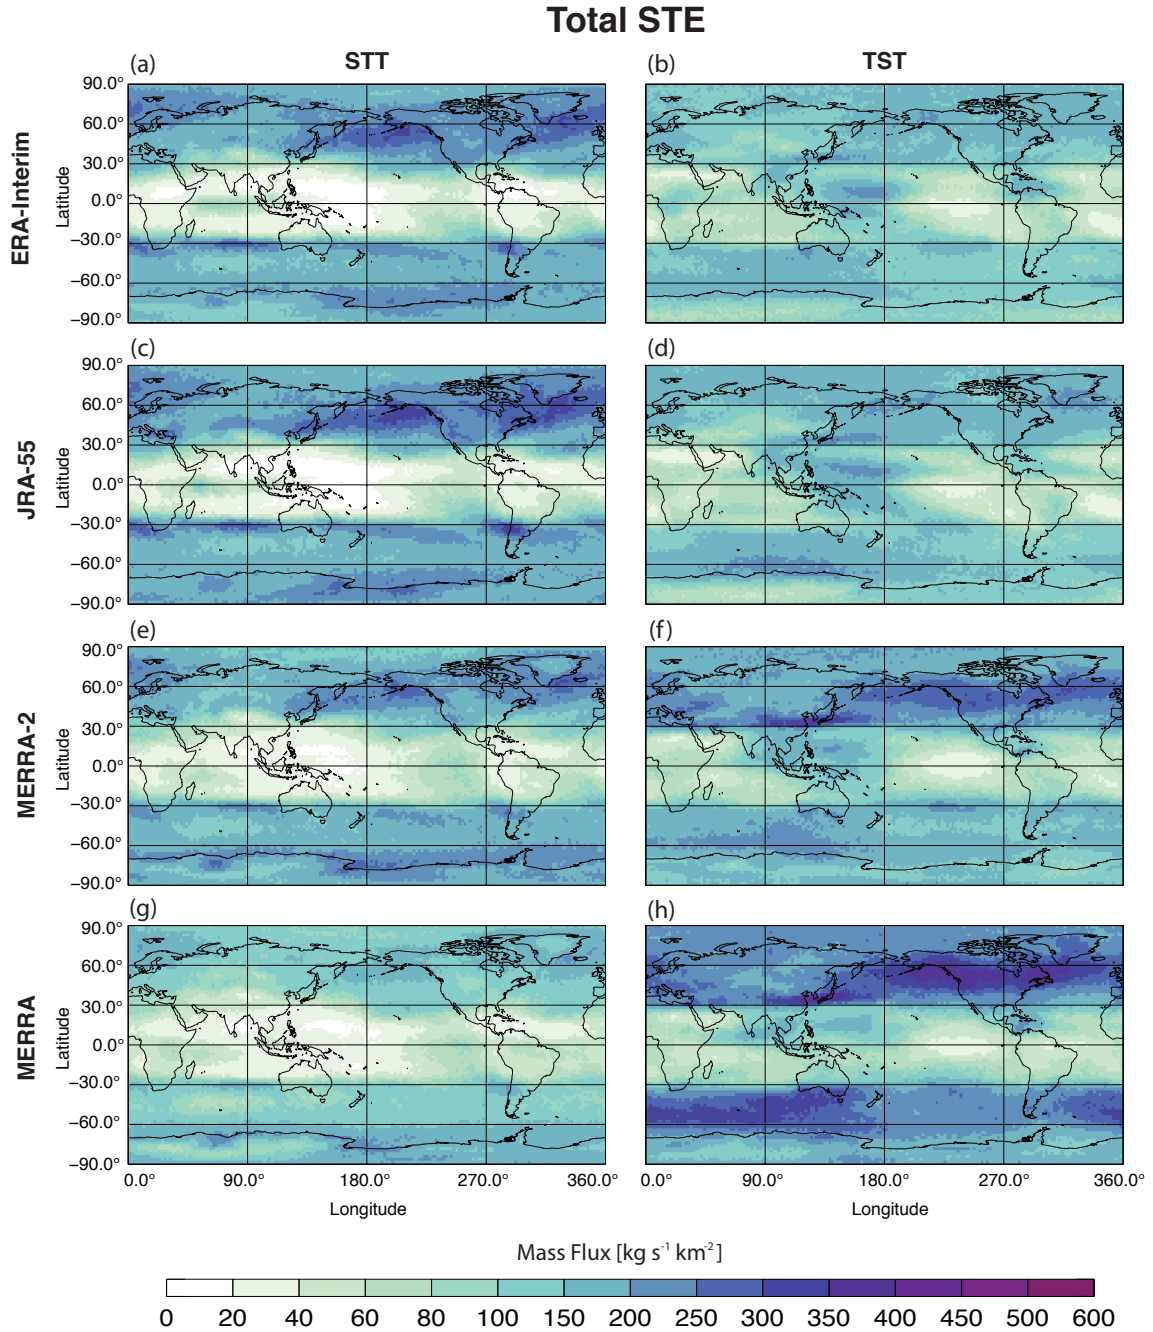 Total STE
STT
TST
(a)
(b)
90.0°
60.0°
30.0°
0.0°
−30.0°
−60.0°
−90.0°
Latitude
ERA-Interim
(c)
(d)
90.0°
60.0°
30.0°
0.0°
−30.0°
−60.0°
−90.0°
Latitude
JRA-55
(e)
(f)
90.0°
60.0°
30.0°
0.0°
−30.0°
−60.0°
−90.0°
Latitude
MERRA-2
(g)
(h)
90.0°
60.0°
30.0°
0.0°
−30.0°
−60.0°
−90.0°
Latitude
MERRA
0.0° 90.0° 180.0° 270.0° 360.0°
0.0° 90.0° 180.0° 270.0° 360.0°
Longitude
Longitude
Mass Flux [kg s⁻¹ km⁻²]
0 20 40 60 80 100 150 200 250 300 350 400 450 500 600